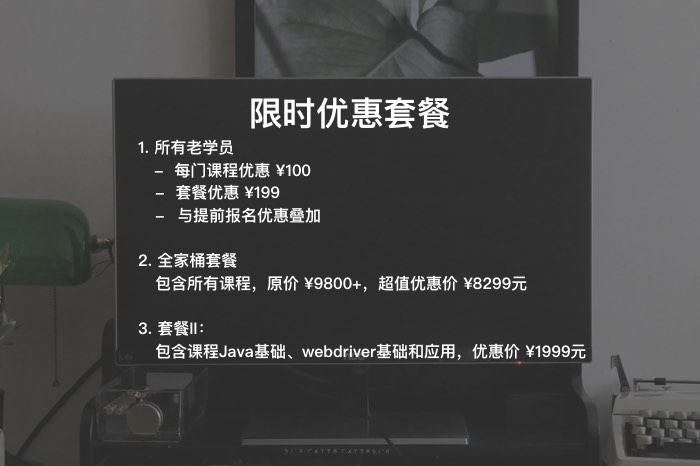 限时优惠套餐
1. 所有老学员
– 每门课程优惠 ¥100
– 套餐优惠 ¥199
– 与提前报名优惠叠加
2. 全家桶套餐
包含所有课程，原价 ¥9800+，超值优惠价 ¥8299元
3. 套餐II：
包含课程Java基础、webdriver基础和应用，优惠价 ¥1999元